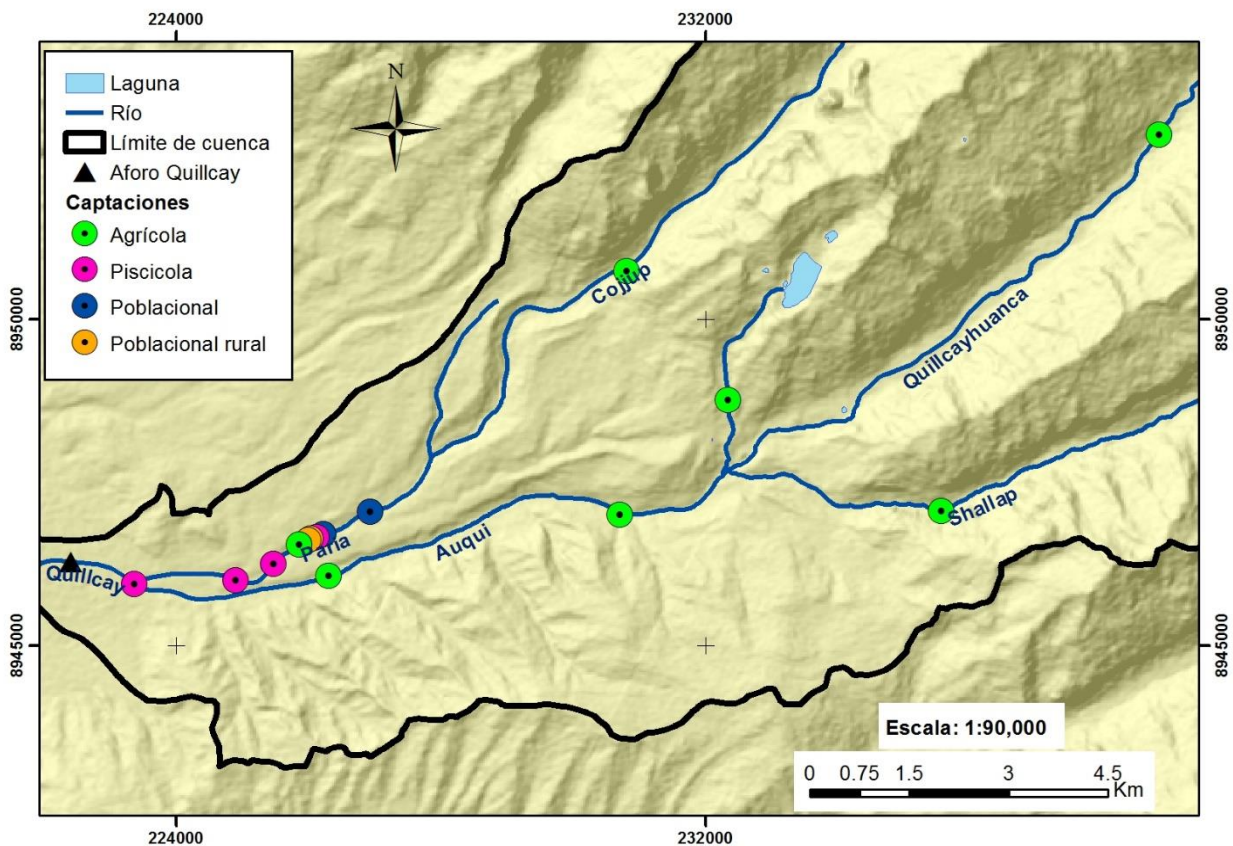 224000
232000
N
Laguna
Río
Límite de cuenca
Aforo Quillcay
Captaciones
Agrícola
Piscicola
Poblacional
Poblacional rural
8950000
8950000
Cojjup
Quillcayhuanca
Shallap
Auqui
Paria
Quillcay
8945000
8945000
Escala: 1:90,000
0 0.75 1.5 3 4.5
Km
224000
232000